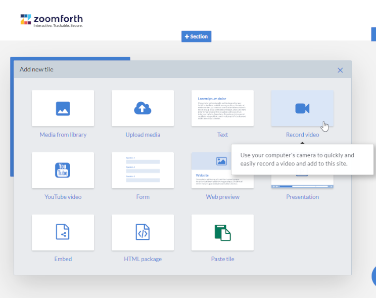 zoomforth
Interactive. Trackable. Secure.
+ Section
Add new tile
×
Media from library
Upload media
Text
Record video
Use your computer's camera to quickly and
easily record a video and add to this site.
YouTube video
Form
Web preview
Presentation
Embed
HTML package
Paste tile